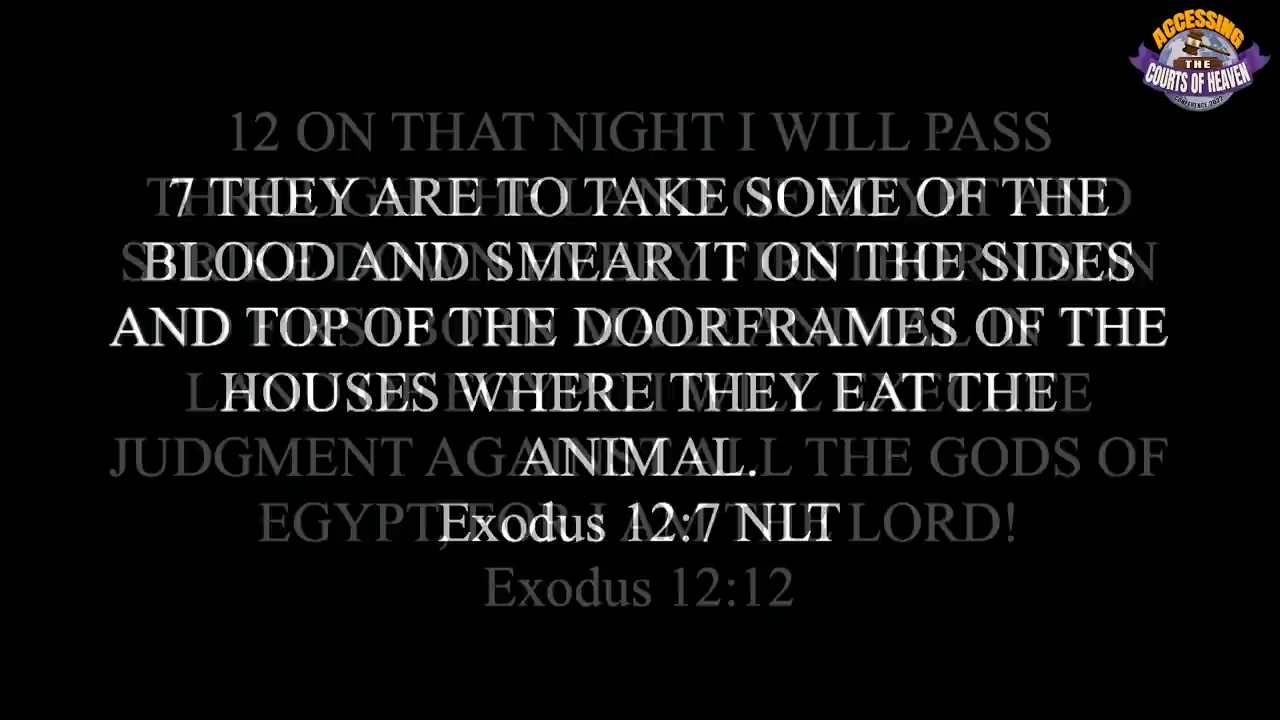 ACCESSING
THE
COURTS OF HEAVEN
CONFERENCE 2022
12 ON THAT NIGHT I WILL PASS
7 THEY ARE TO TAKE SOME OF THE
BLOOD AND SMEAR IT ON THE SIDES
AND TOP OF THE DOORFRAMES OF THE
HOUSES WHERE THEY EAT THE
ANIMAL.
Exodus 12:7 NLT
JUDGMENT AGAINST ALL THE GODS OF
EGYPT, FOR I AM THE LORD!
Exodus 12:12